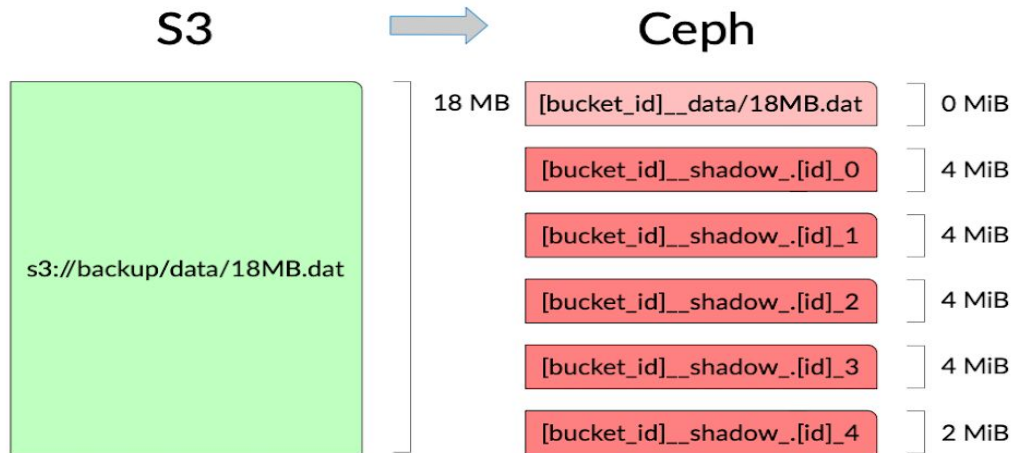 S3
Ceph
s3://backup/data/18MB.dat
18 MB
[bucket_id]__data/18MB.dat
0 MiB
[bucket_id]__shadow_.[id]_0
4 MiB
[bucket_id]__shadow_.[id]_1
4 MiB
[bucket_id]__shadow_.[id]_2
4 MiB
[bucket_id]__shadow_.[id]_3
4 MiB
[bucket_id]__shadow_.[id]_4
2 MiB